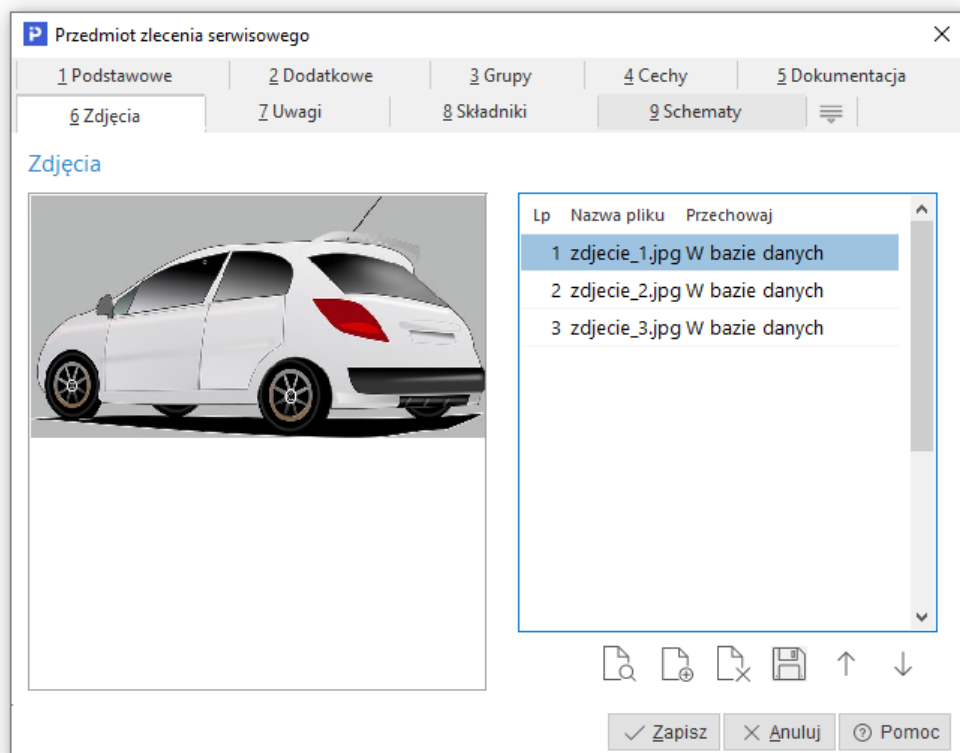 Przedmiot zlecenia serwisowego
1 Podstawowe 2 Dodatkowe 3 Grupy 4 Cechy 5 Dokumentacja
6 Zdjęcia 7 Uwagi 8 Składniki 9 Schematy
Zdjęcia
Lp Nazwa pliku Przechowaj
1 zdjecie_1.jpg W bazie danych
2 zdjecie_2.jpg W bazie danych
3 zdjecie_3.jpg W bazie danych
Zapisz Anuluj Pomoc